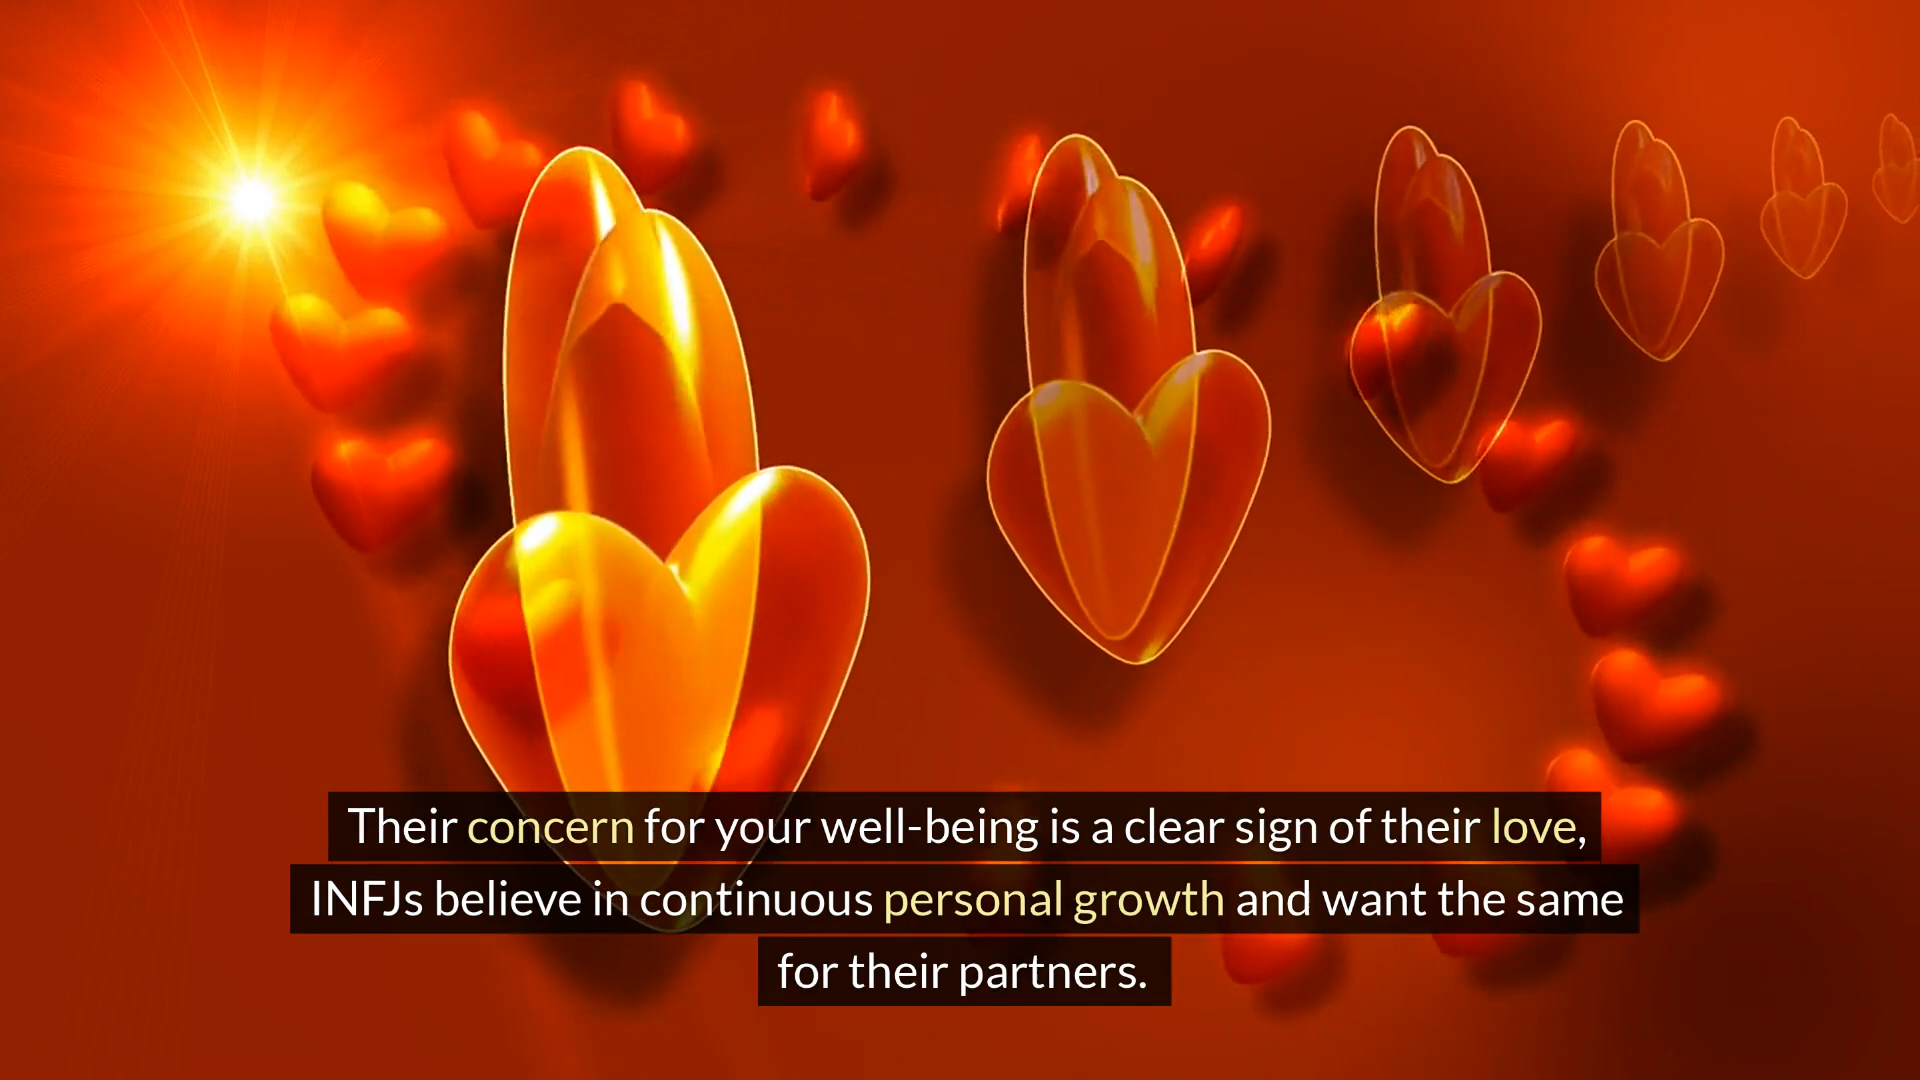 Their concern for your well-being is a clear sign of their love,
INFJs believe in continuous personal growth and want the same
for their partners.